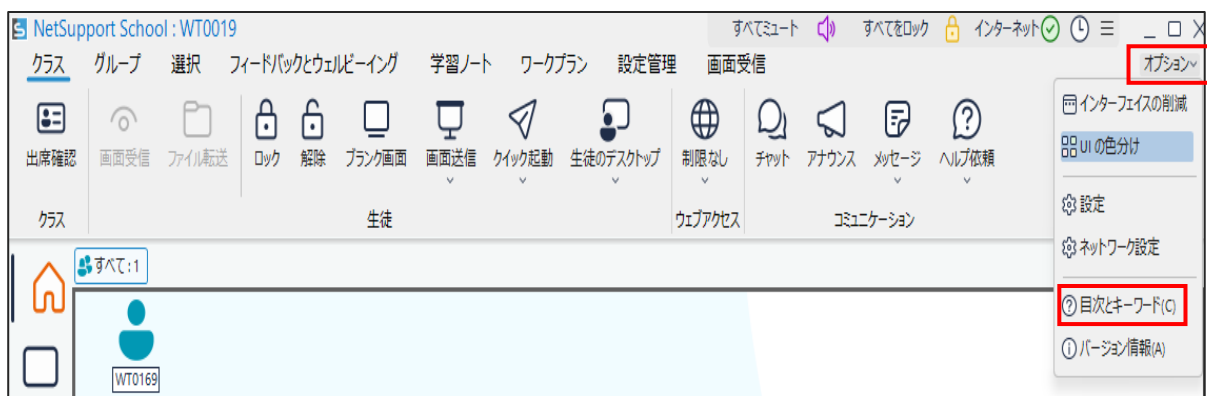 NetSupport School : WT0019
すべてミュート すべてをロック インターネット
クラス グループ 選択 フィードバックとウェルビーイング 学習ノート ワークプラン 設定管理 画面受信 オプション
インターフェイスの削減
UI の色分け
出席確認 画面受信 ファイル転送 ロック 解除 ブランク画面 画面送信 クイック起動 生徒のデスクトップ 制限なし チャット アナウンス メッセージ ヘルプ依頼
設定
クラス 生徒 ウェブアクセス コミュニケーション
ネットワーク設定
すべて:1
目次とキーワード(C)
バージョン情報(A)
WT0169